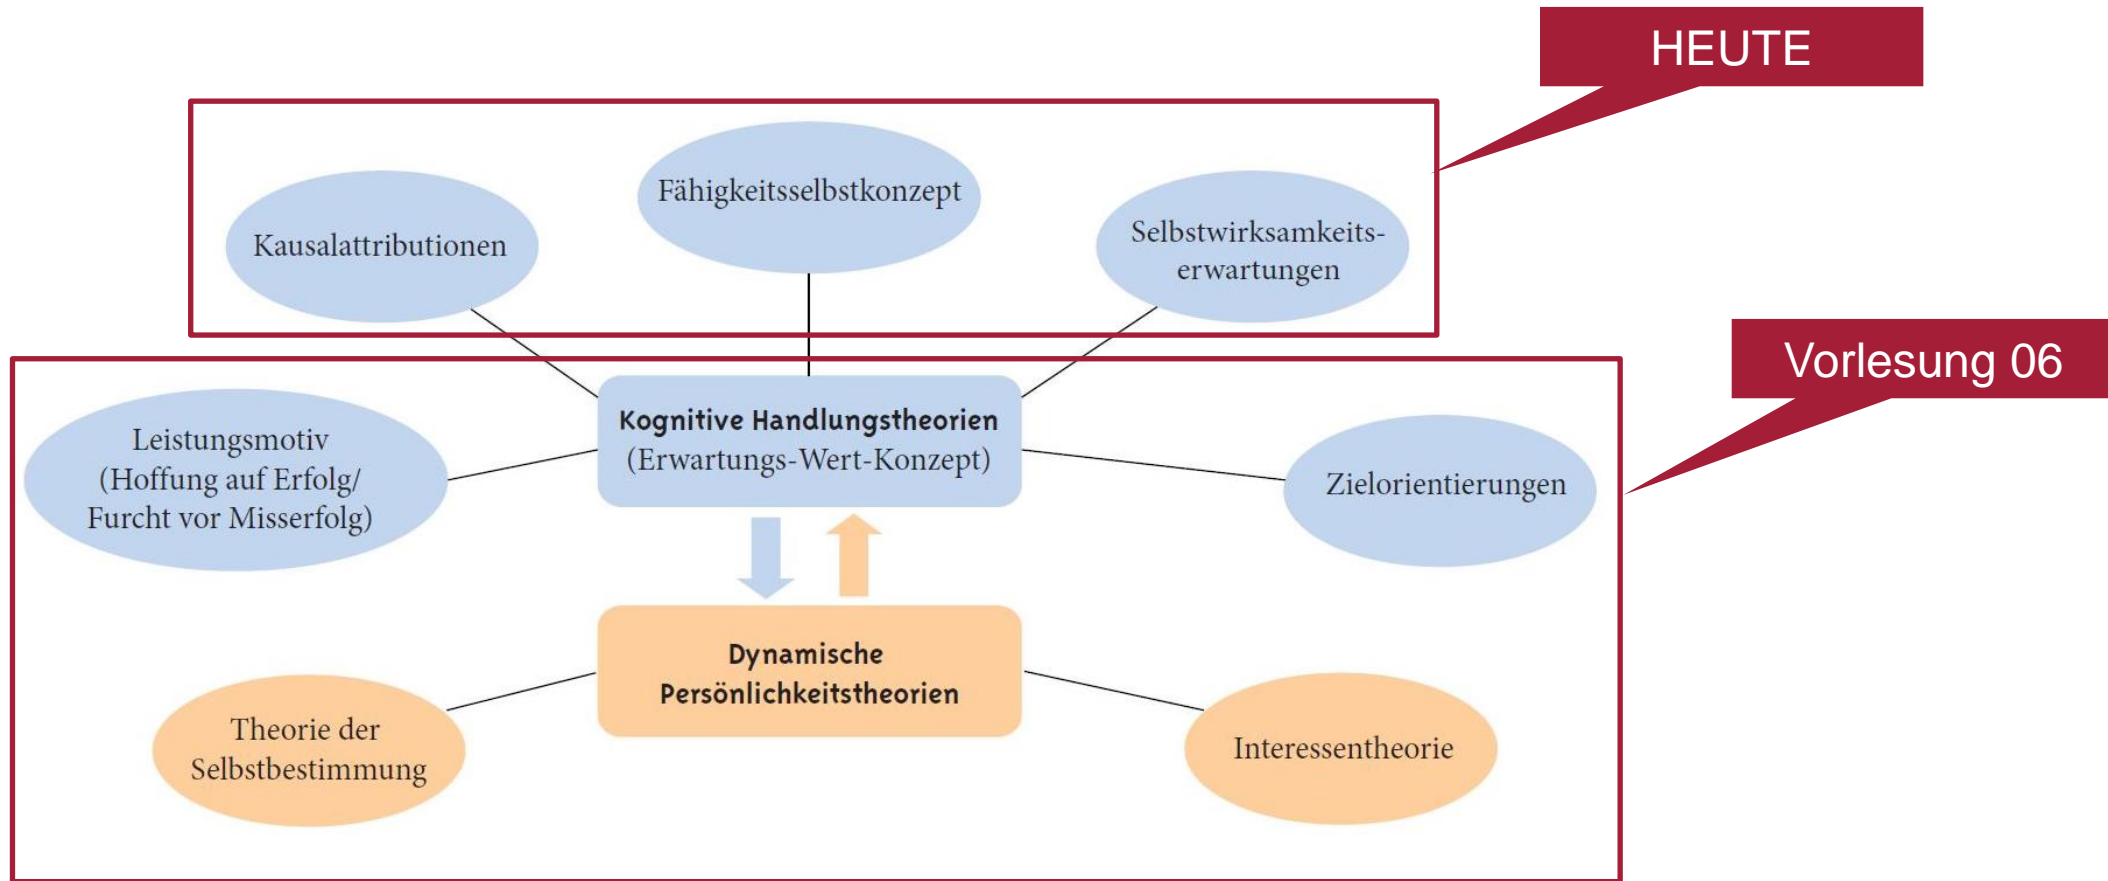 HEUTE
Fähigkeitsselbstkonzept
Kausalattributionen
Selbstwirksamkeits-
erwartungen
Vorlesung 06
Leistungsmotiv
(Hoffung auf Erfolg/
Furcht vor Misserfolg)
Kognitive Handlungstheorien
(Erwartungs-Wert-Konzept)
Zielorientierungen
Dynamische
Persönlichkeitstheorien
Theorie der
Selbstbestimmung
Interessentheorie